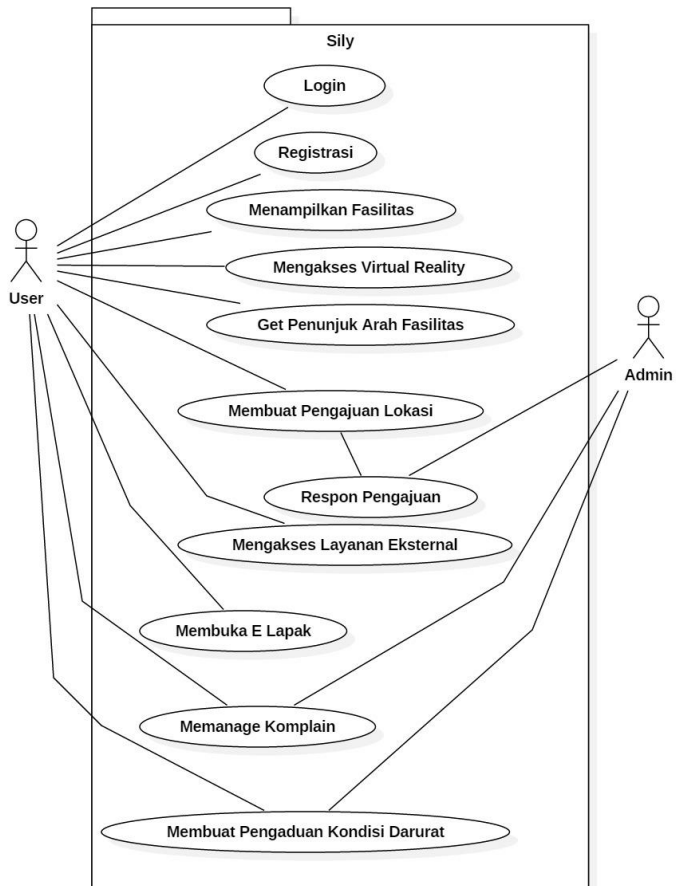 Sily
Login
Registrasi
Menampilkan Fasilitas
Mengakses Virtual Reality
User
Get Penunjuk Arah Fasilitas
Admin
Membuat Pengajuan Lokasi
Respon Pengajuan
Mengakses Layanan Eksternal
Membuka E Lapak
Memanage Komplain
Membuat Pengaduan Kondisi Darurat